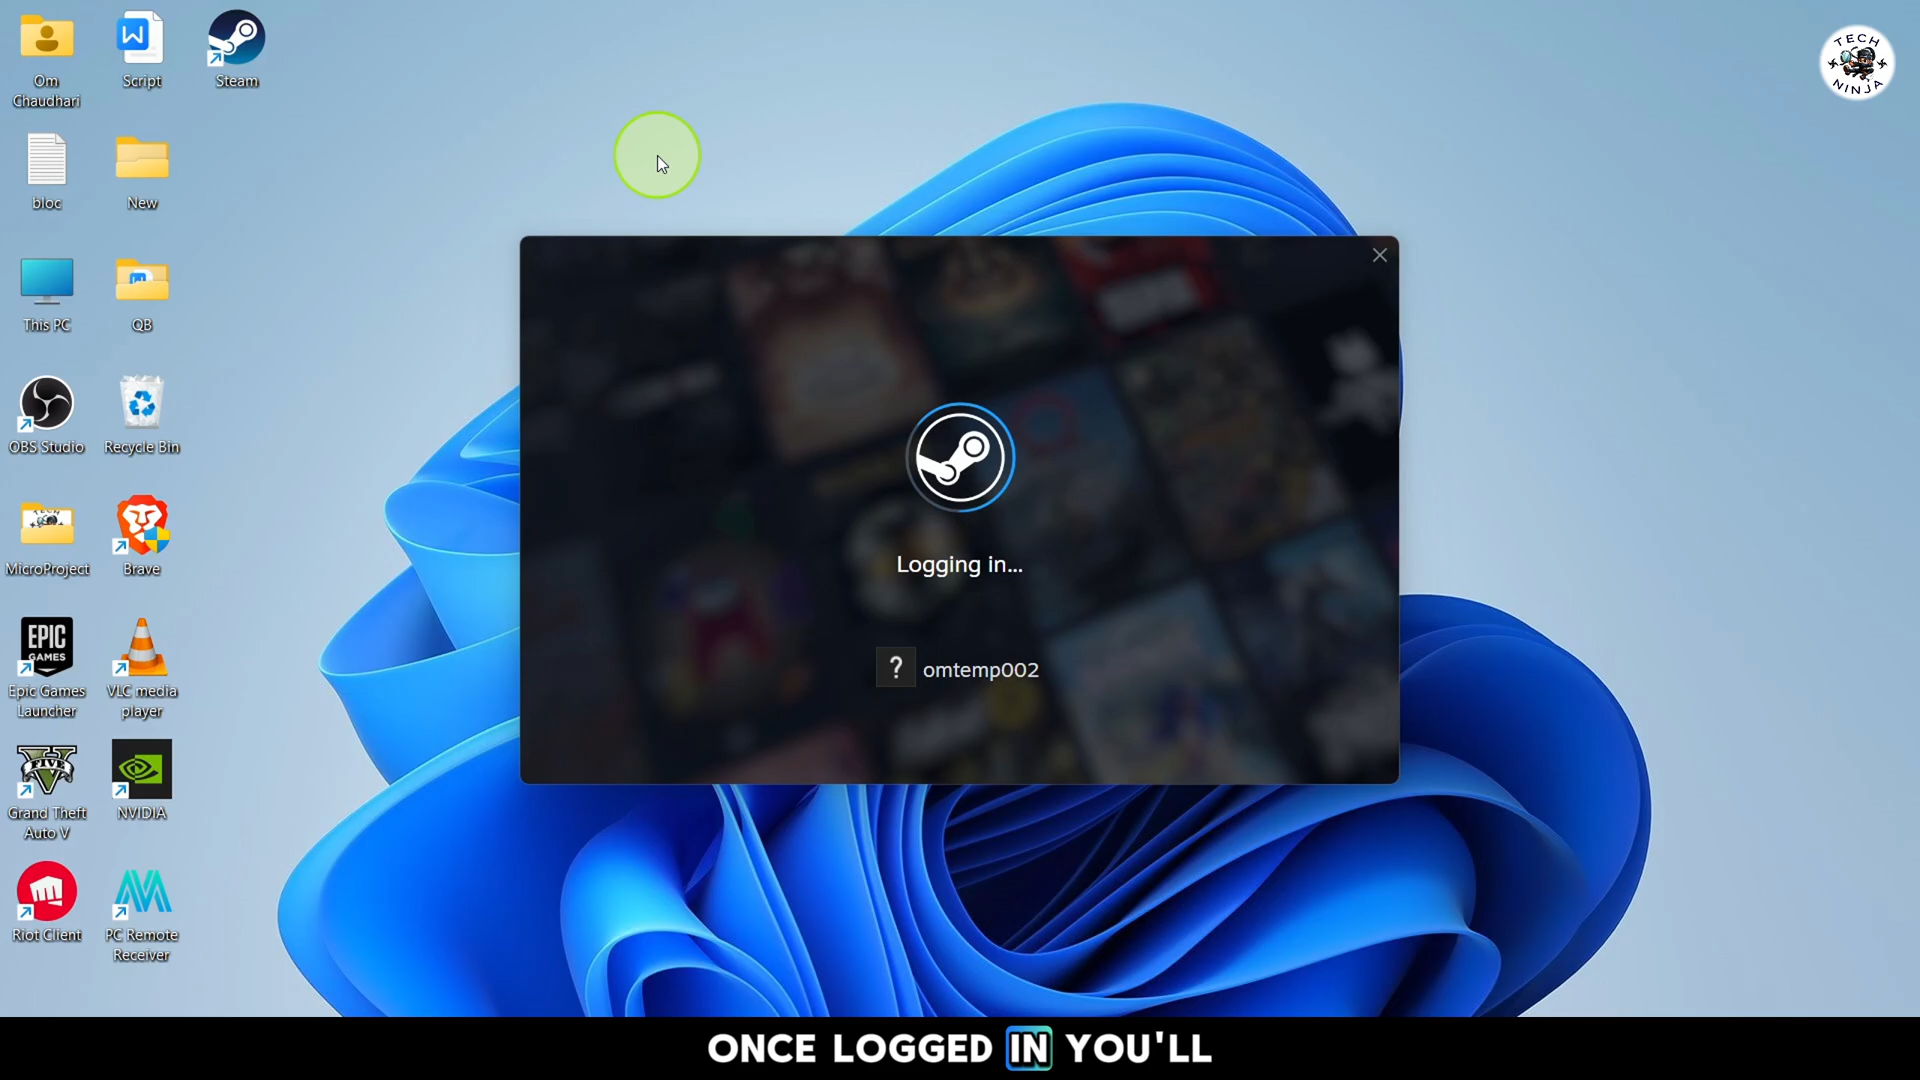 Om
Chaudhari
Script
Steam
bloc
New
This PC
QB
OBS Studio
Recycle Bin
MicroProject
Brave
EPIC
GAMES
Epic Games
Launcher
VLC media
player
FIVE
Grand Theft
Auto V
NVIDIA
Riot Client
PC Remote
Receiver
TECH
NINJA
Logging in...
? omtemp002
ONCE LOGGED IN YOU'LL